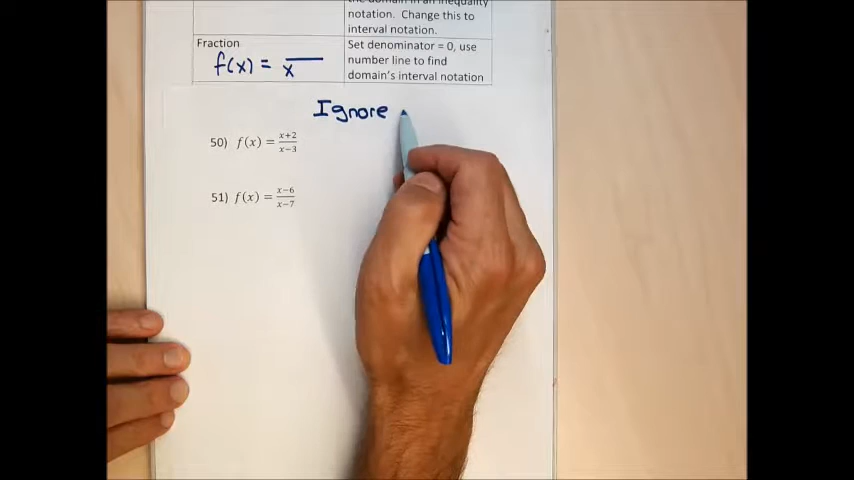 the domain in an inequality
notation. Change this to
interval notation.
Fraction
f(x) = — x
Set denominator = 0, use
number line to find
domain's interval notation
Ignore
50) f(x) = x+2/x−3
51) f(x) = x−6/x−7